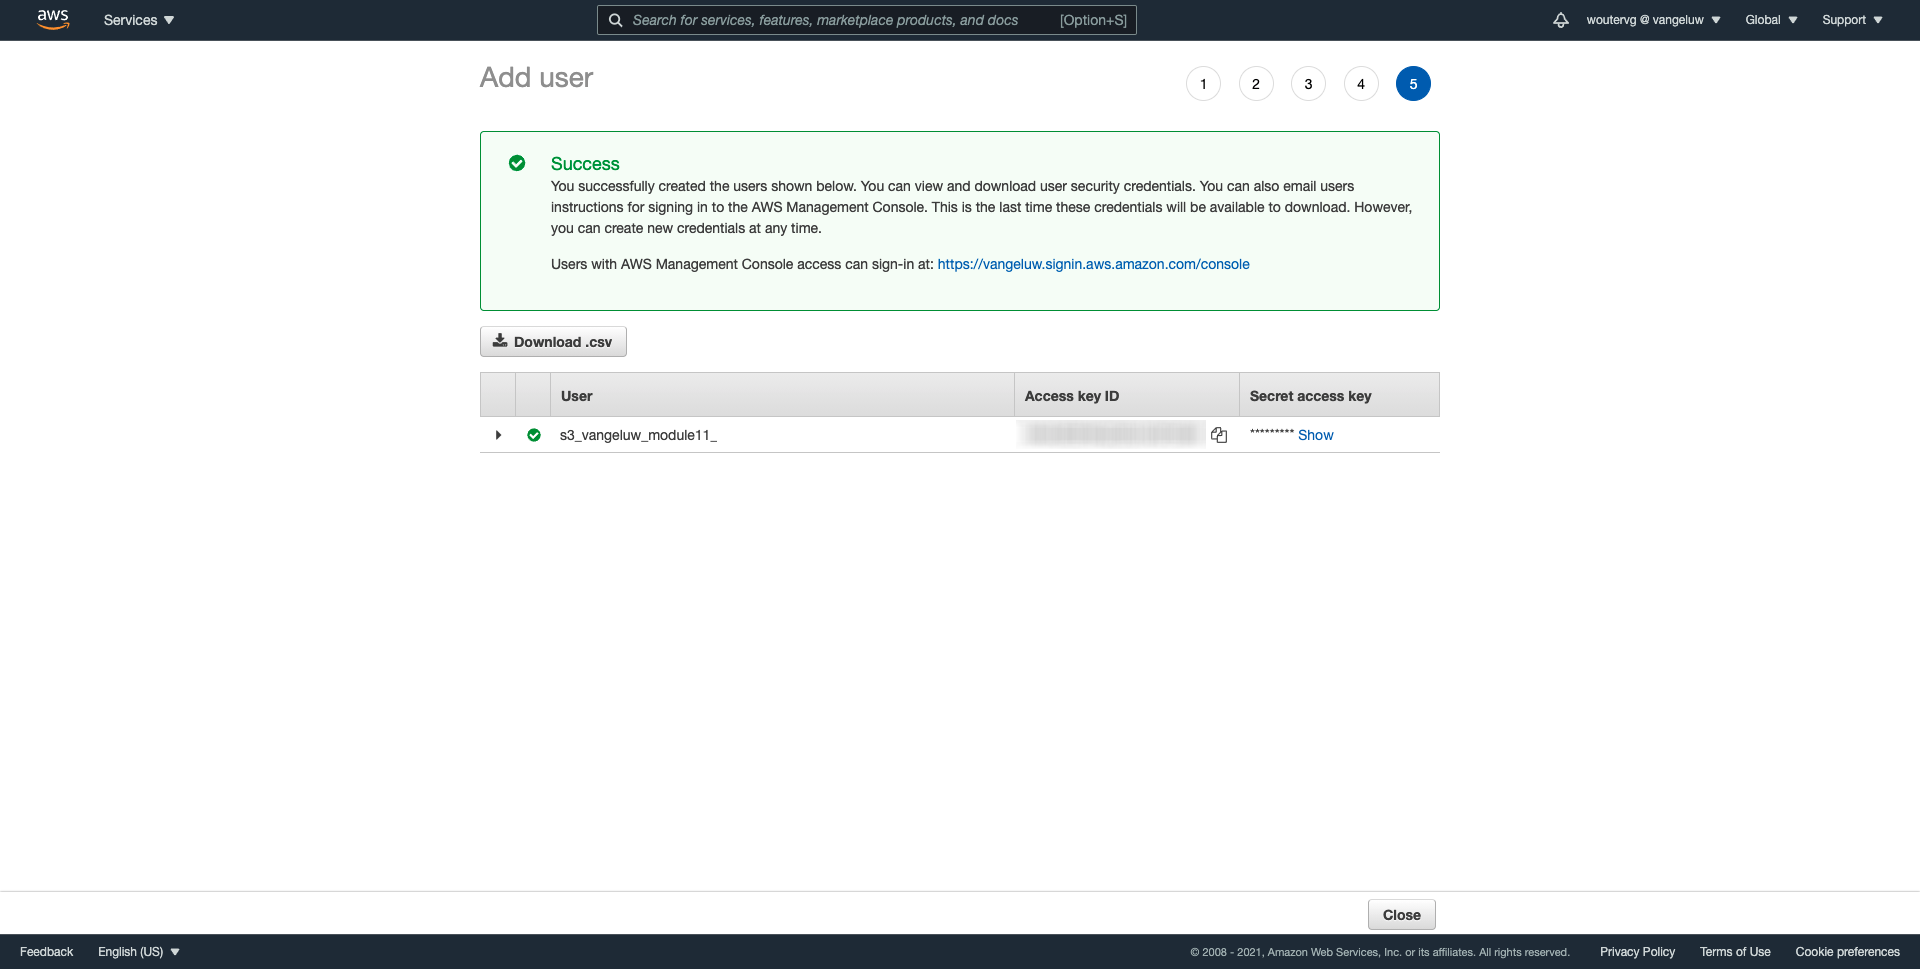 aws
Services
Search for services, features, marketplace products, and docs [Option+S]
woutervg @ vangeluw
Global
Support
Add user
1 2 3 4 5
Success
You successfully created the users shown below. You can view and download user security credentials. You can also email users
instructions for signing in to the AWS Management Console. This is the last time these credentials will be available to download. However,
you can create new credentials at any time.
Users with AWS Management Console access can sign-in at: https://vangeluw.signin.aws.amazon.com/console
Download .csv
User Access key ID Secret access key
s3_vangeluw_module11_ ********* Show
Close
Feedback English (US) © 2008 - 2021, Amazon Web Services, Inc. or its affiliates. All rights reserved. Privacy Policy Terms of Use Cookie preferences